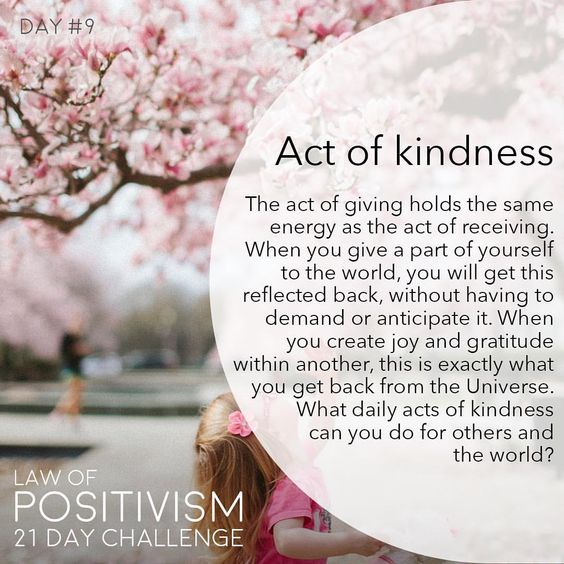 DAY #9
Act of kindness
The act of giving holds the same
energy as the act of receiving.
When you give a part of yourself
to the world, you will get this
reflected back, without having to
demand or anticipate it. When
you create joy and gratitude
within another, this is exactly what
you get back from the Universe.
What daily acts of kindness
can you do for others and
the world?
LAW OF
POSITIVISM
21 DAY CHALLENGE